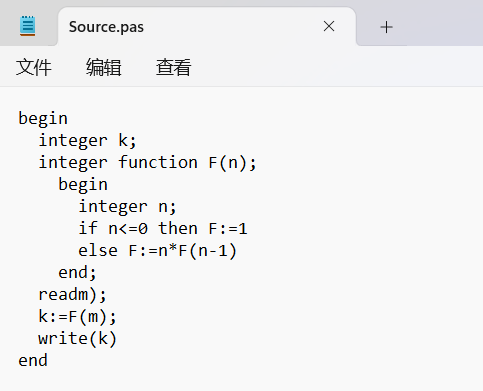 Source.pas
文件 编辑 查看
begin
  integer k;
  integer function F(n);
    begin
      integer n;
      if n<=0 then F:=1
      else F:=n*F(n-1)
    end;
  readm);
  k:=F(m);
  write(k)
end